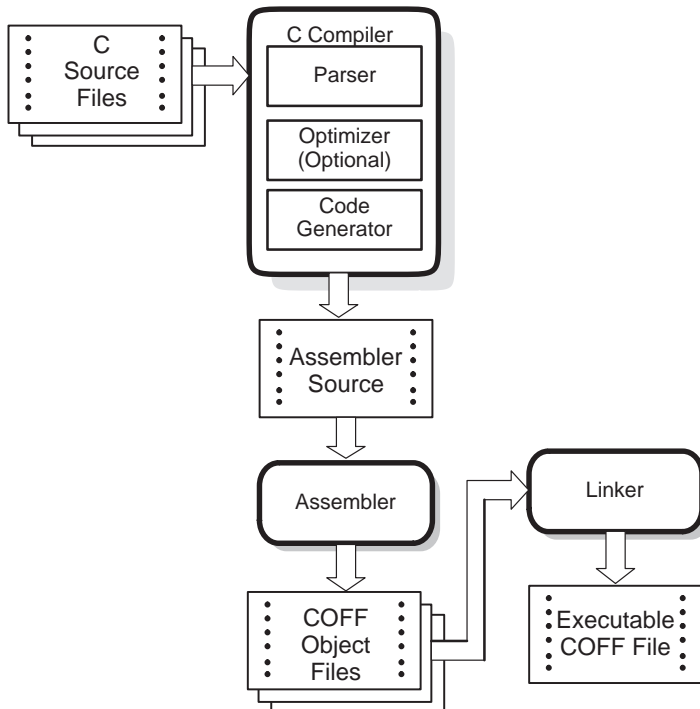 C
Source
Files
C Compiler
Parser
Optimizer
(Optional)
Code
Generator
Assembler
Source
Assembler
Linker
COFF
Object
Files
Executable
COFF File